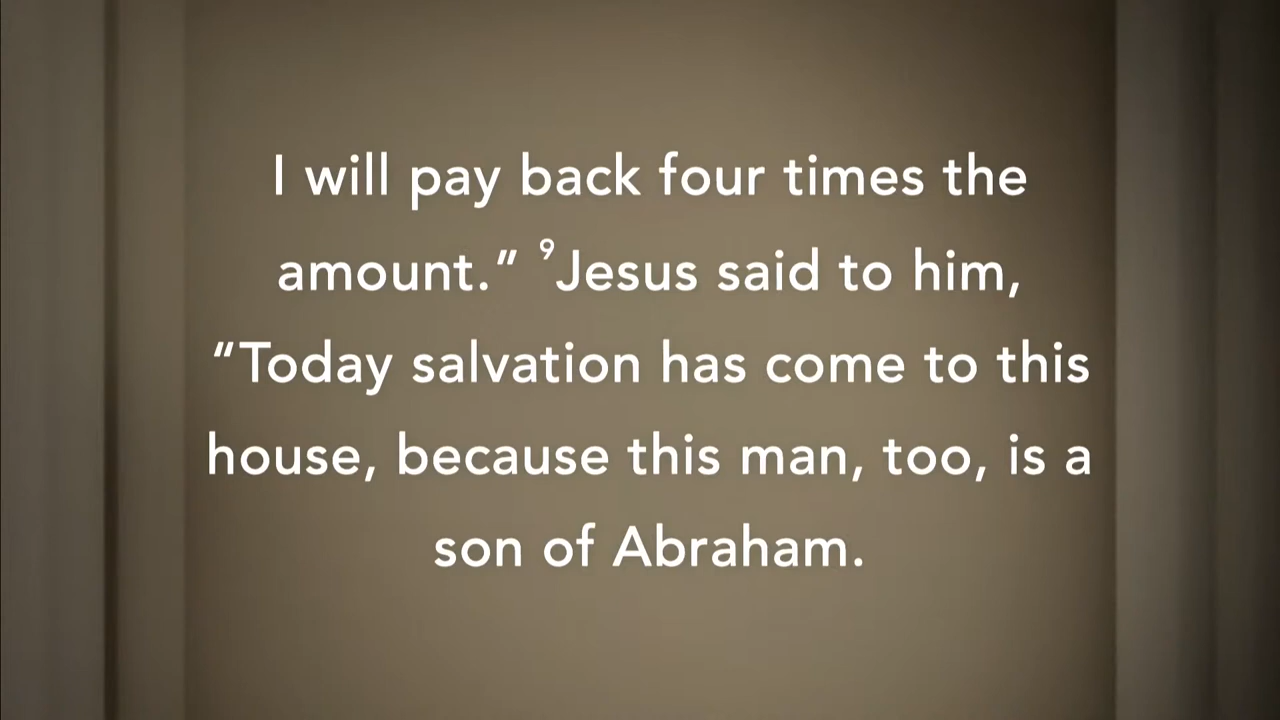 I will pay back four times the
amount.” ⁹Jesus said to him,
“Today salvation has come to this
house, because this man, too, is a
son of Abraham.